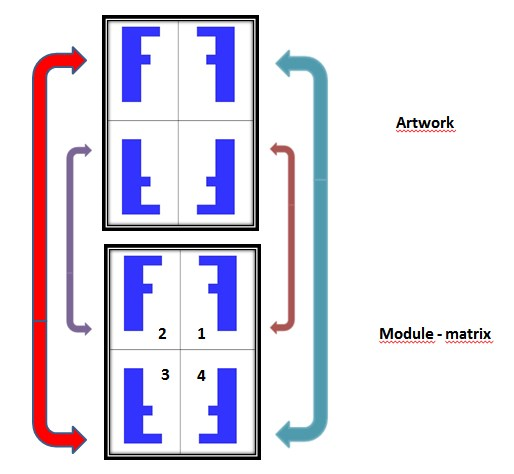 Artwork
Module - matrix
2 1
3 4